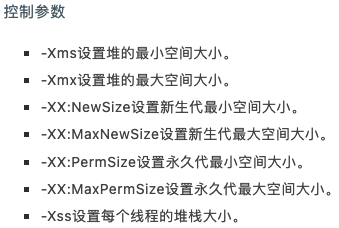 控制参数
-Xms设置堆的最小空间大小。
-Xmx设置堆的最大空间大小。
-XX:NewSize设置新生代最小空间大小。
-XX:MaxNewSize设置新生代最大空间大小。
-XX:PermSize设置永久代最小空间大小。
-XX:MaxPermSize设置永久代最大空间大小。
-Xss设置每个线程的堆栈大小。